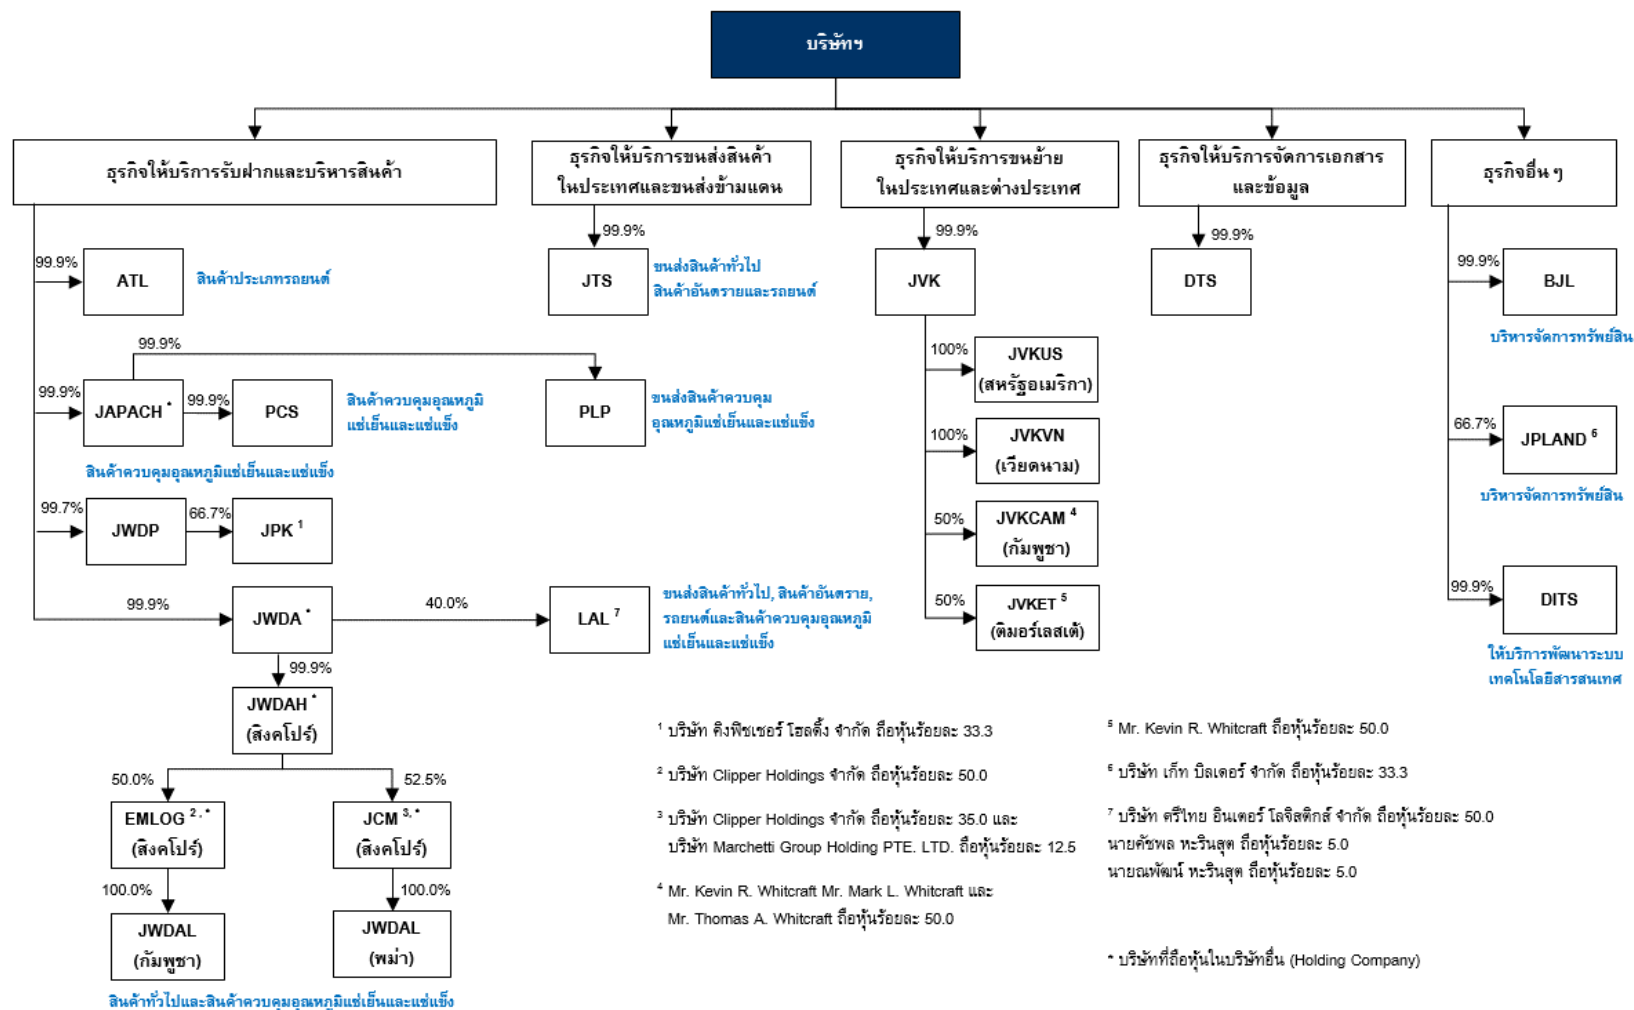 บริษัทฯ
ธุรกิจให้บริการรับฝากและบริหารสินค้า
ธุรกิจให้บริการขนส่งสินค้า
ในประเทศและขนส่งข้ามแดน
ธุรกิจให้บริการขนย้าย
ในประเทศและต่างประเทศ
ธุรกิจให้บริการจัดการเอกสาร
และข้อมูล
ธุรกิจอื่น ๆ
99.9%
ATL
สินค้าประเภทรถยนต์
99.9%
JTS
ขนส่งสินค้าทั่วไป
สินค้าอันตรายและรถยนต์
99.9%
JVK
99.9%
DTS
99.9%
BJL
บริหารจัดการทรัพย์สิน
99.9%
99.9%
JAPACH *
99.9%
PCS
สินค้าควบคุมอุณหภูมิ
แช่เย็นและแช่แข็ง
PLP
ขนส่งสินค้าควบคุม
อุณหภูมิแช่เย็นและแช่แข็ง
สินค้าควบคุมอุณหภูมิแช่เย็นและแช่แข็ง
100%
JVKUS
(สหรัฐอเมริกา)
100%
JVKVN
(เวียดนาม)
66.7%
JPLAND 6
บริหารจัดการทรัพย์สิน
99.7%
JWDP
66.7%
JPK 1
50%
JVKCAM 4
(กัมพูชา)
99.9%
JWDA *
40.0%
LAL 7
ขนส่งสินค้าทั่วไป, สินค้าอันตราย,
รถยนต์และสินค้าควบคุมอุณหภูมิ
แช่เย็นและแช่แข็ง
50%
JVKET 5
(ติมอร์เลสเต้)
99.9%
DITS
ให้บริการพัฒนาระบบ
เทคโนโลยีสารสนเทศ
99.9%
JWDAH *
(สิงคโปร์)
50.0%
EMLOG 2,*
(สิงคโปร์)
52.5%
JCM 3,*
(สิงคโปร์)
100.0%
JWDAL
(กัมพูชา)
100.0%
JWDAL
(พม่า)
สินค้าทั่วไปและสินค้าควบคุมอุณหภูมิแช่เย็นและแช่แข็ง
1 บริษัท คิงฟิชเชอร์ โฮลดิ้ง จำกัด ถือหุ้นร้อยละ 33.3
2 บริษัท Clipper Holdings จำกัด ถือหุ้นร้อยละ 50.0
3 บริษัท Clipper Holdings จำกัด ถือหุ้นร้อยละ 35.0 และ
บริษัท Marchetti Group Holding PTE. LTD. ถือหุ้นร้อยละ 12.5
4 Mr. Kevin R. Whitcraft Mr. Mark L. Whitcraft และ
Mr. Thomas A. Whitcraft ถือหุ้นร้อยละ 50.0
5 Mr. Kevin R. Whitcraft ถือหุ้นร้อยละ 50.0
6 บริษัท เก็ท บิลเดอร์ จำกัด ถือหุ้นร้อยละ 33.3
7 บริษัท ศรีไทย อินเตอร์ โลจิสติกส์ จำกัด ถือหุ้นร้อยละ 50.0
นายคัชพล หะรินสุต ถือหุ้นร้อยละ 5.0
นายณพัฒน์ หะรินสุต ถือหุ้นร้อยละ 5.0
* บริษัทที่ถือหุ้นในบริษัทอื่น (Holding Company)